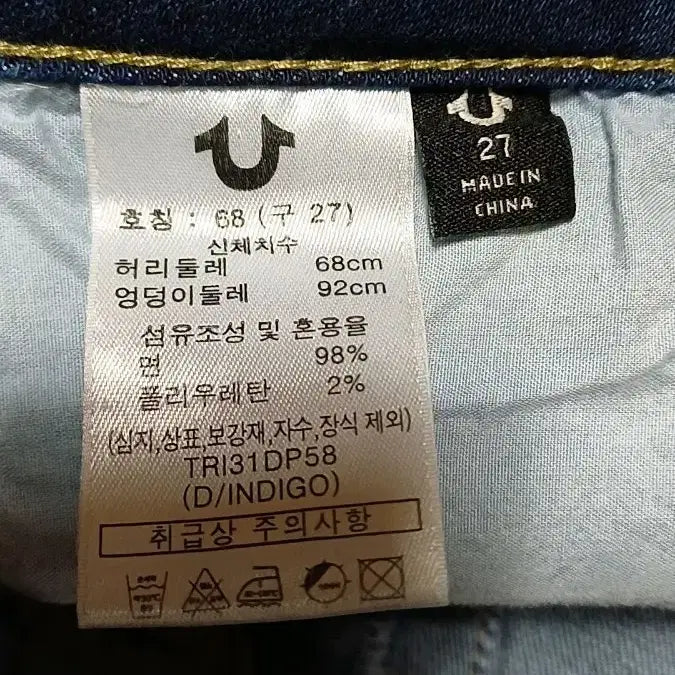 호칭 : 68 (구 27)
신체치수
허리둘레 68cm
엉덩이둘레 92cm
섬유조성 및 혼용율
면 98%
폴리우레탄 2%
(심지,상표,보강재,자수,장식 제외)
TRI31DP58
(D/INDIGO)
취급상 주의사항
27
MADE IN
CHINA